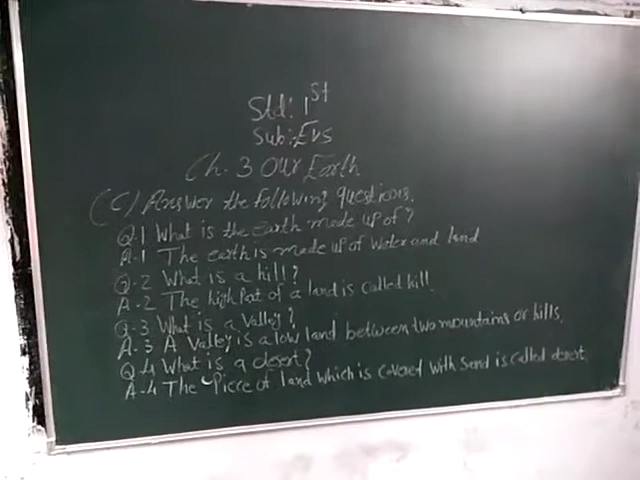 Std: 1st
Sub: Evs
Ch. 3 Our Earth
(C) Answer the following questions.
Q.1 What is the earth made up of?
A.1 The earth is made up of water and land
Q.2 What is a hill?
A.2 The high Part of a land is called hill.
Q.3 What is a Valley?
A.3 A Valley is a low land between two mountains or hills.
Q.4 What is a desert?
A.4 The Piece of land which is covered with Sand is called desert.